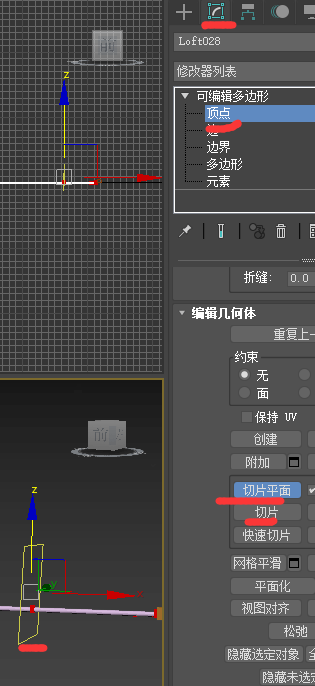 Loft028
修改器列表
可编辑多边形
顶点
边
边界
多边形
元素
折缝: 0.0
编辑几何体
重复上一
约束
无
面
保持 UV
创建
附加
切片平面
切片
快速切片
网格平滑
平面化
视图对齐
松弛
隐藏选定对象 全
隐藏未选定
z
z